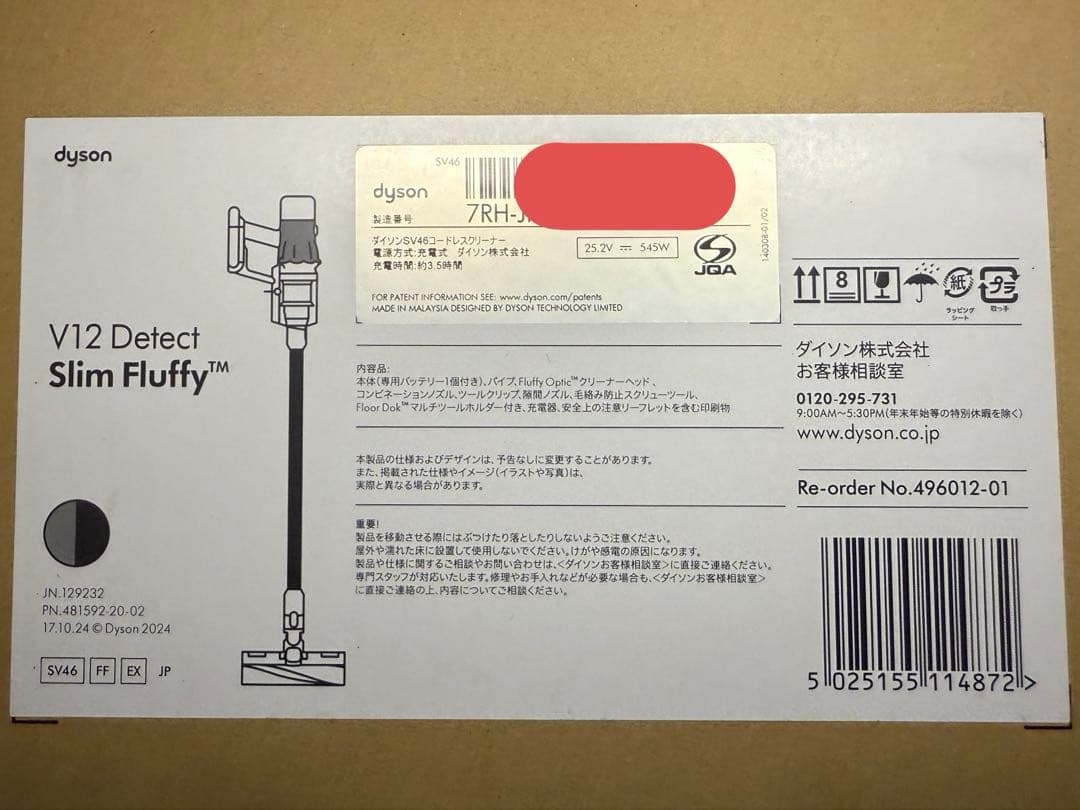 dyson
V12 Detect
Slim Fluffy™
JN.129232
PN.481592-20-02
17.10.24 © Dyson 2024
SV46 FF EX JP
SV46
dyson
製造番号 7RH-J
ダイソンSV46コードレスクリーナー
電源方式:充電式 ダイソン株式会社
充電時間:約3.5時間
25.2V ⎓ 545W
JQA
140308-01/02
FOR PATENT INFORMATION SEE: www.dyson.com/patents
MADE IN MALAYSIA DESIGNED BY DYSON TECHNOLOGY LIMITED
内容品:
本体(専用バッテリー1個付き)、パイプ、Fluffy Optic™クリーナーヘッド、
コンビネーションノズル、ツールクリップ、隙間ノズル、毛絡み防止スクリューツール、
Floor Dok™マルチツールホルダー付き、充電器、安全上の注意リーフレットを含む印刷物
本製品の仕様およびデザインは、予告なしに変更することがあります。
また、掲載された仕様やイメージ(イラストや写真)は、
実際と異なる場合があります。
重要!
製品を移動させる際にはぶつけたり落としたりしないようご注意ください。
屋外や濡れた床に設置して使用しないでください。けがや感電の原因になります。
製品や仕様に関するご相談やお問い合わせは、<ダイソンお客様相談室>に直接ご連絡ください。
専門スタッフが対応いたします。修理やお手入れなどが必要な場合も、<ダイソンお客様相談室>
に直接ご連絡の上、内容についてご相談ください。
8 紙 プラ
ラッピング
シート
取っ手
ダイソン株式会社
お客様相談室
0120-295-731
9:00AM~5:30PM(年末年始等の特別休暇を除く)
www.dyson.co.jp
Re-order No.496012-01
5 025155 114872 >